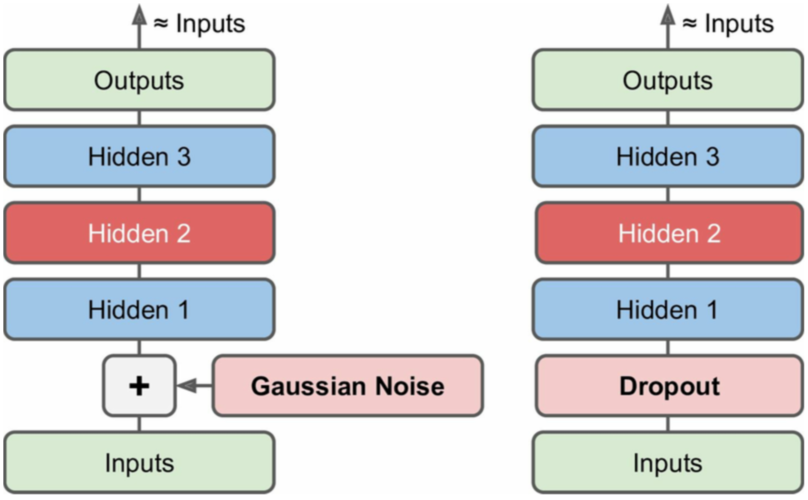 ≈ Inputs
Outputs
Hidden 3
Hidden 2
Hidden 1
+
Gaussian Noise
Inputs
≈ Inputs
Outputs
Hidden 3
Hidden 2
Hidden 1
Dropout
Inputs